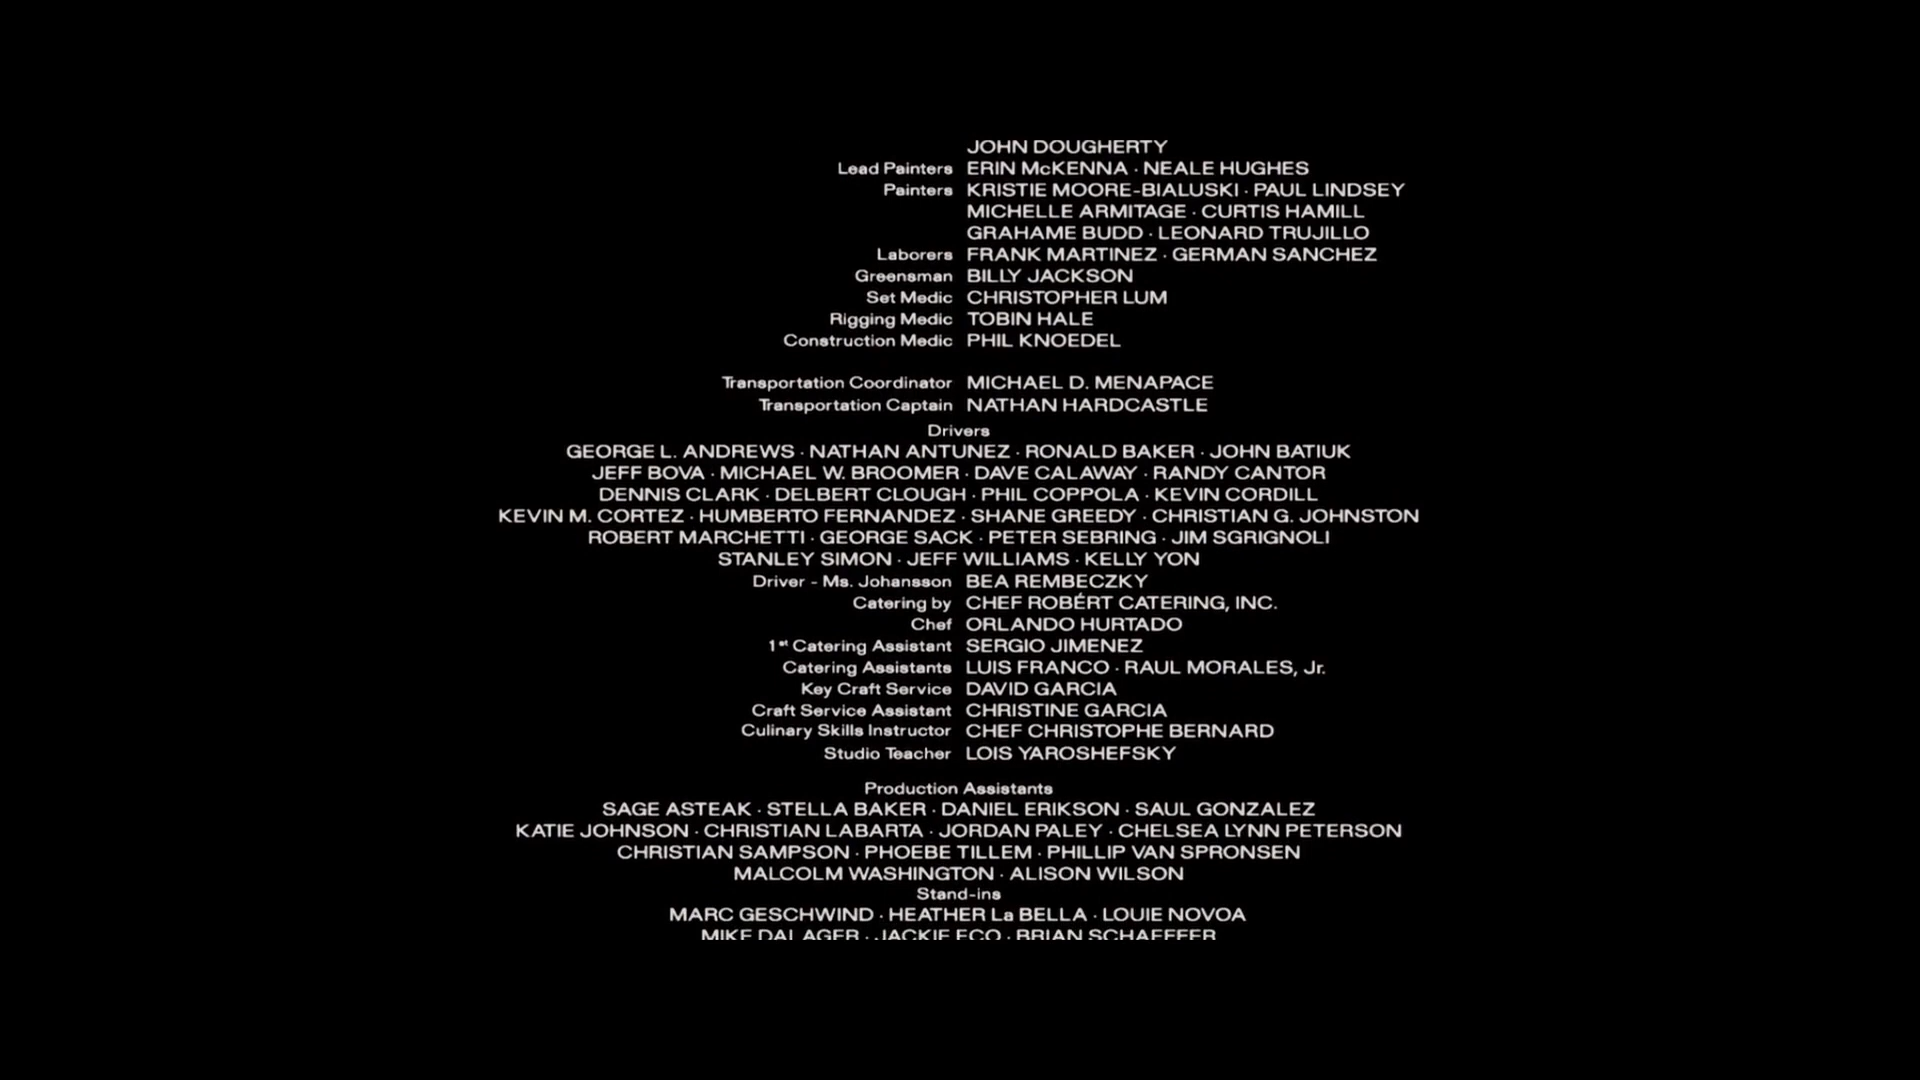 JOHN DOUGHERTY
Lead Painters ERIN McKENNA · NEALE HUGHES
Painters KRISTIE MOORE-BIALUSKI · PAUL LINDSEY
MICHELLE ARMITAGE · CURTIS HAMILL
GRAHAME BUDD · LEONARD TRUJILLO
Laborers FRANK MARTINEZ · GERMAN SANCHEZ
Greensman BILLY JACKSON
Set Medic CHRISTOPHER LUM
Rigging Medic TOBIN HALE
Construction Medic PHIL KNOEDEL
Transportation Coordinator MICHAEL D. MENAPACE
Transportation Captain NATHAN HARDCASTLE
Drivers
GEORGE L. ANDREWS · NATHAN ANTUNEZ · RONALD BAKER · JOHN BATIUK
JEFF BOVA · MICHAEL W. BROOMER · DAVE CALAWAY · RANDY CANTOR
DENNIS CLARK · DELBERT CLOUGH · PHIL COPPOLA · KEVIN CORDILL
KEVIN M. CORTEZ · HUMBERTO FERNANDEZ · SHANE GREEDY · CHRISTIAN G. JOHNSTON
ROBERT MARCHETTI · GEORGE SACK · PETER SEBRING · JIM SGRIGNOLI
STANLEY SIMON · JEFF WILLIAMS · KELLY YON
Driver - Ms. Johansson BEA REMBECZKY
Catering by CHEF ROBÉRT CATERING, INC.
Chef ORLANDO HURTADO
1st Catering Assistant SERGIO JIMENEZ
Catering Assistants LUIS FRANCO · RAUL MORALES, Jr.
Key Craft Service DAVID GARCIA
Craft Service Assistant CHRISTINE GARCIA
Culinary Skills Instructor CHEF CHRISTOPHE BERNARD
Studio Teacher LOIS YAROSHEFSKY
Production Assistants
SAGE ASTEAK · STELLA BAKER · DANIEL ERIKSON · SAUL GONZALEZ
KATIE JOHNSON · CHRISTIAN LABARTA · JORDAN PALEY · CHELSEA LYNN PETERSON
CHRISTIAN SAMPSON · PHOEBE TILLEM · PHILLIP VAN SPRONSEN
MALCOLM WASHINGTON · ALISON WILSON
Stand-ins
MARC GESCHWIND · HEATHER La BELLA · LOUIE NOVOA
MIKE DALAGER · JACKIE ECO · BRIAN SCHAEFFER